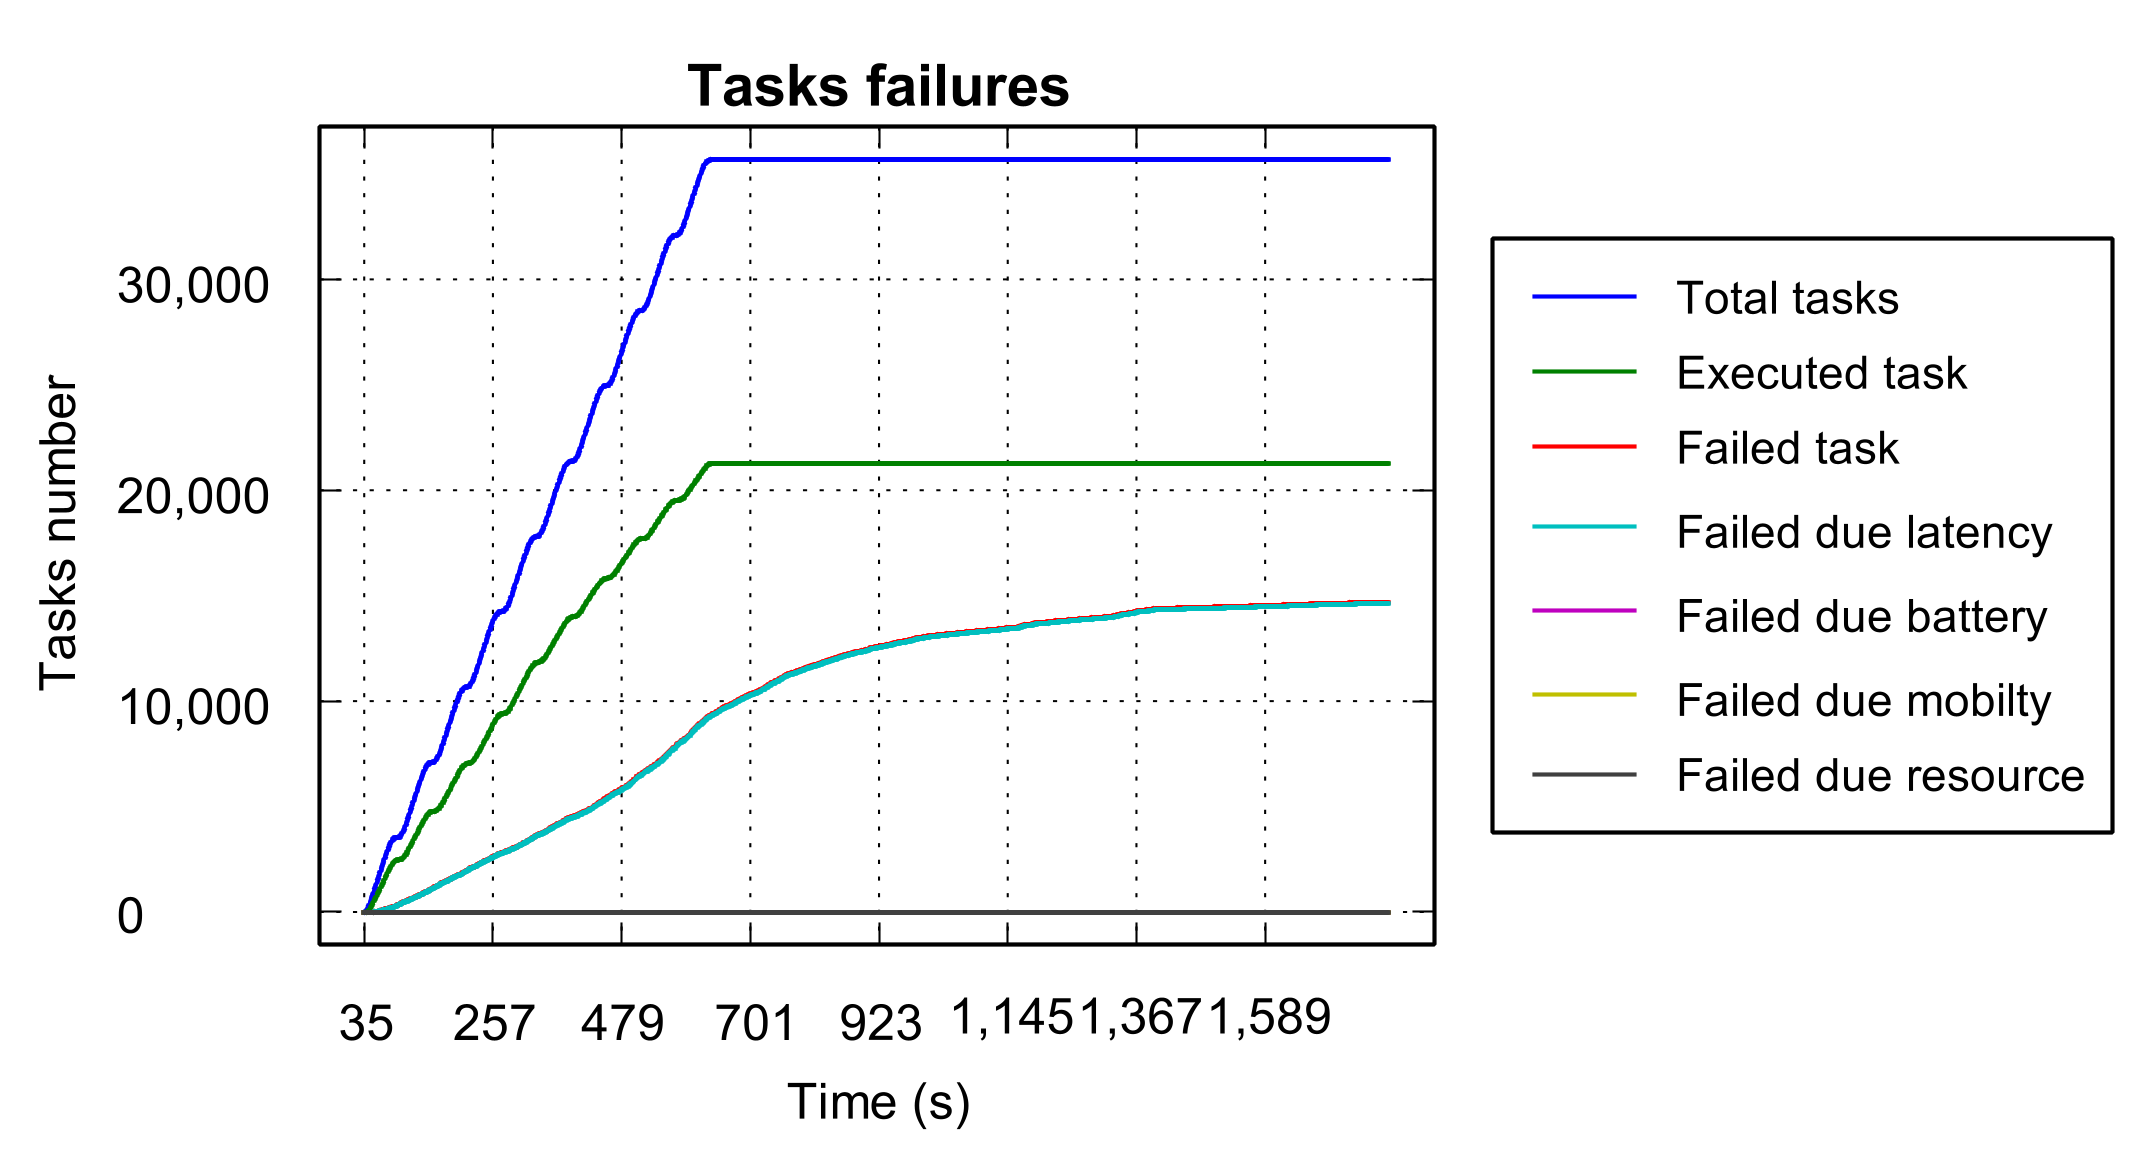 Tasks failures
30,000
20,000
10,000
0
Tasks number
35 257 479 701 923 1,145 1,367 1,589
Time (s)
Total tasks
Executed task
Failed task
Failed due latency
Failed due battery
Failed due mobilty
Failed due resource